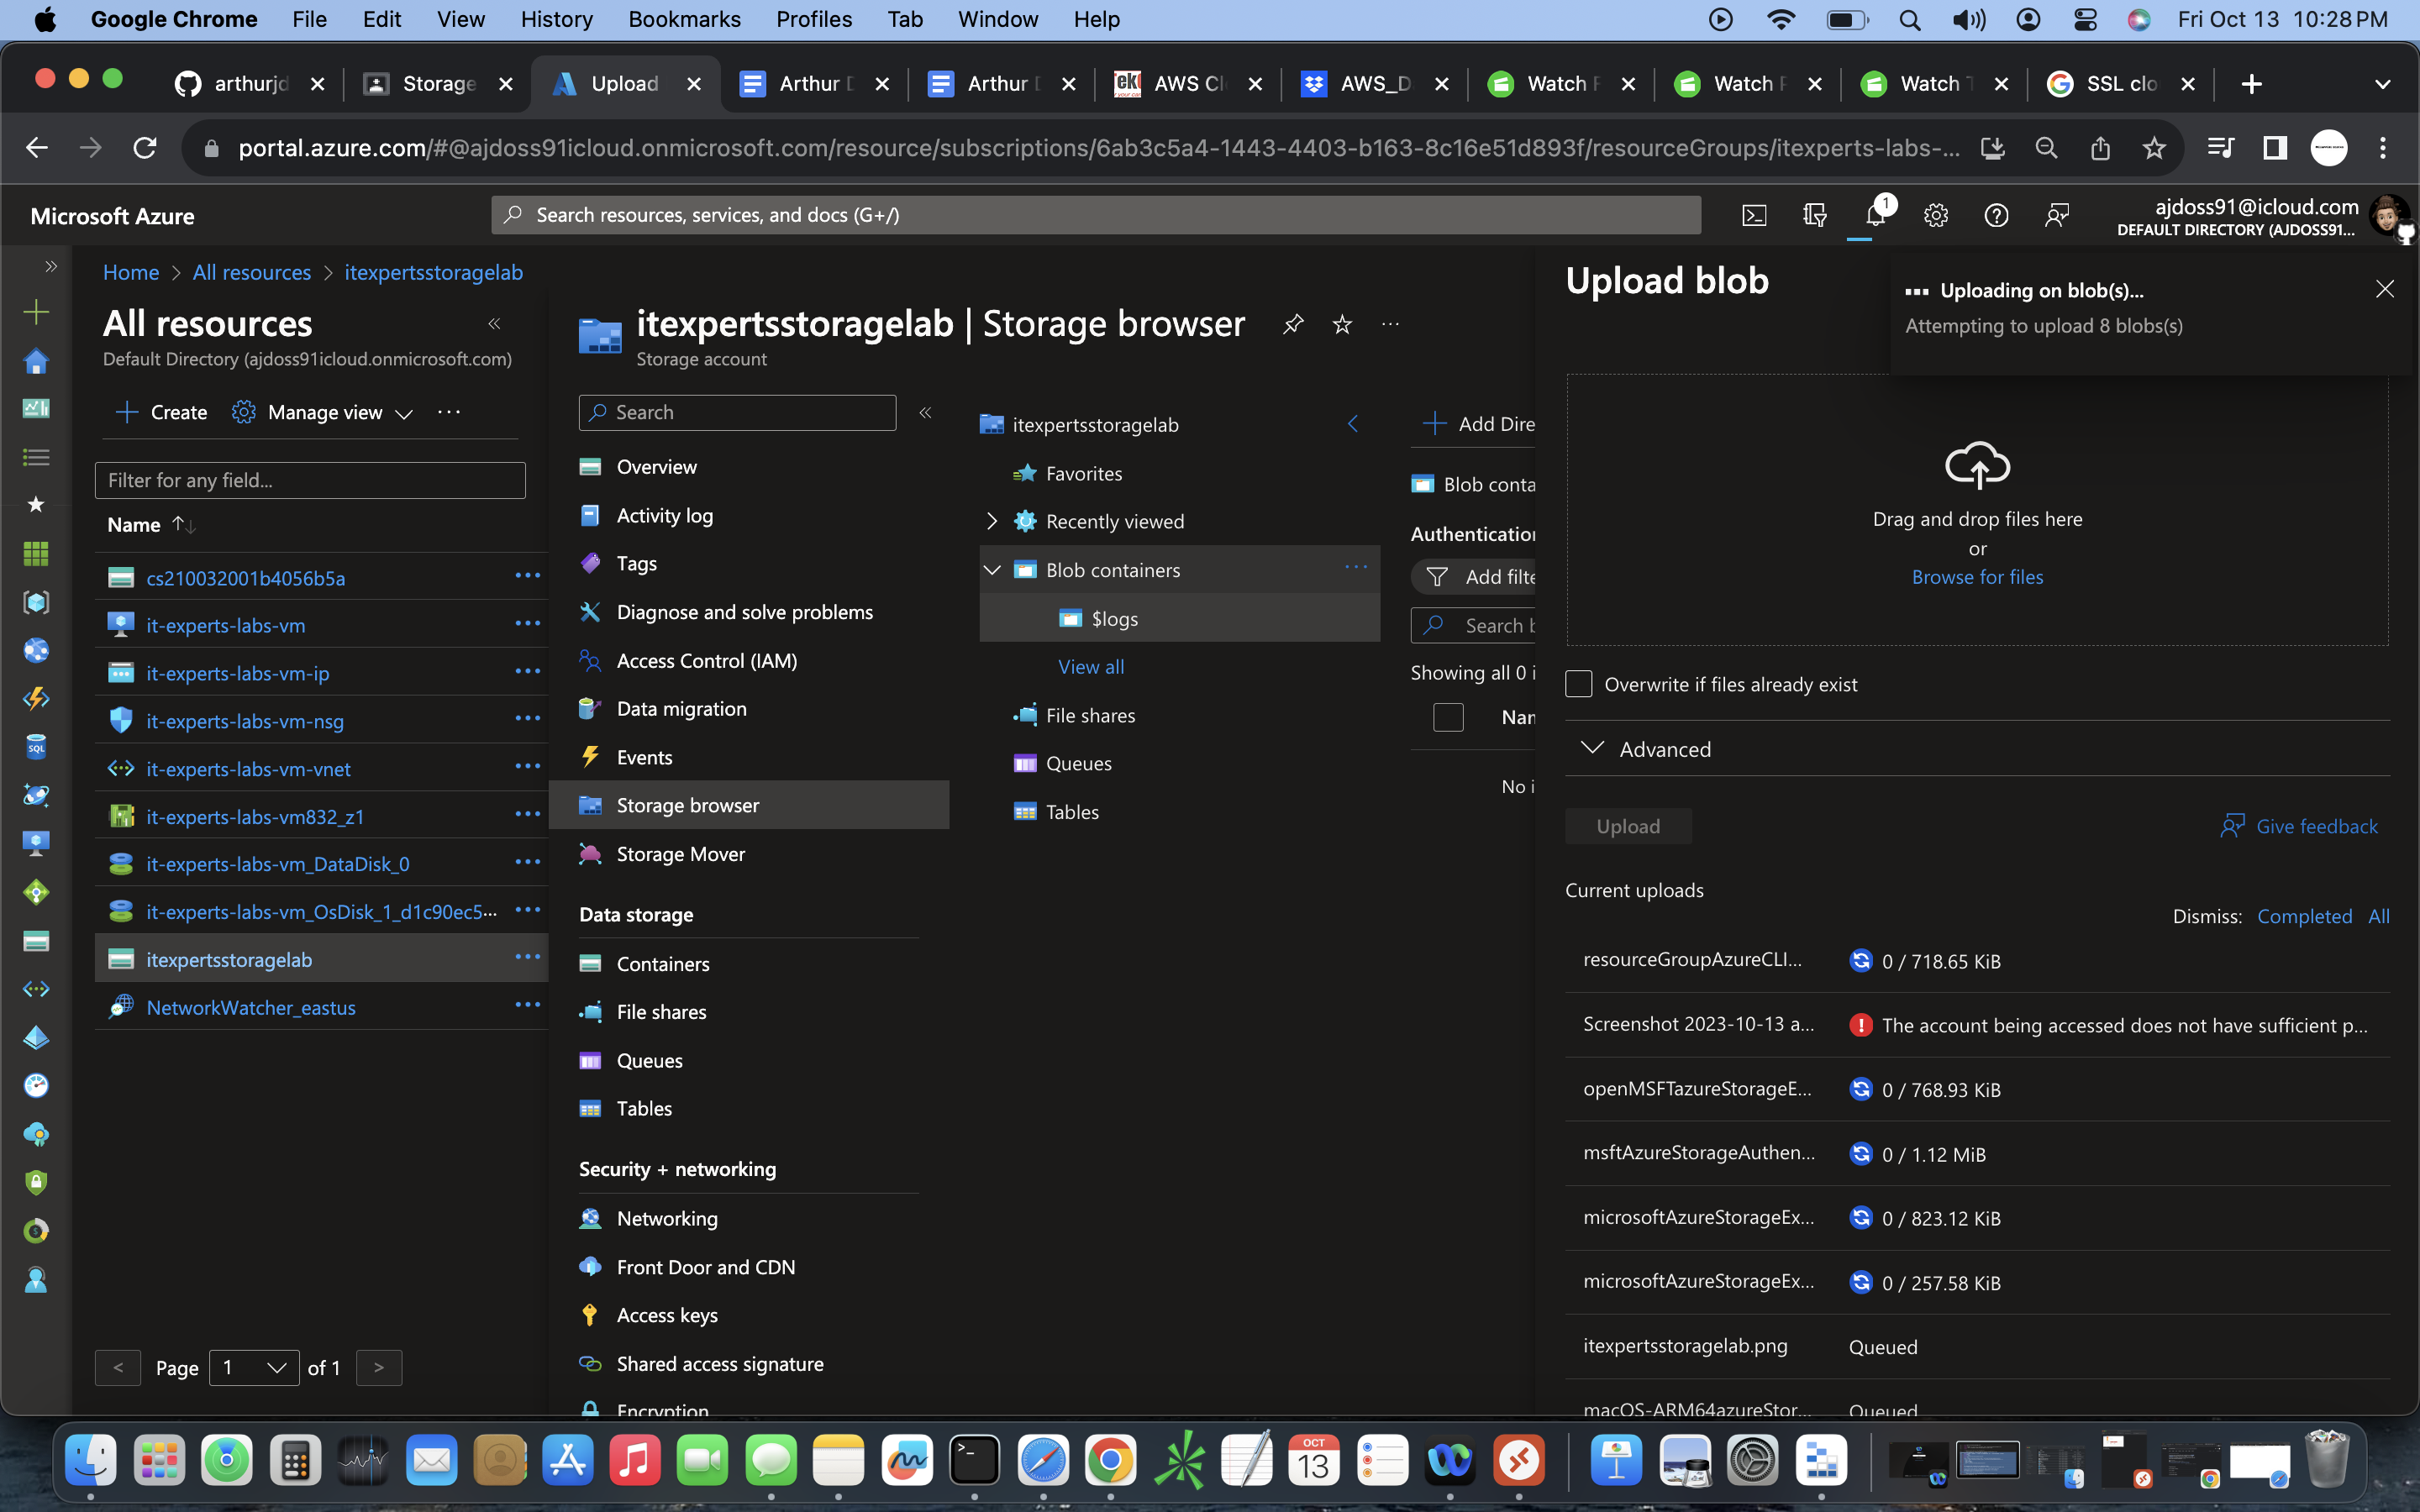 Google Chrome File Edit View History Bookmarks Profiles Tab Window Help Fri Oct 13 10:28 PM
arthurjd Storage Upload Arthur D Arthur D AWS Cl AWS_D Watch F Watch F Watch T SSL clo
portal.azure.com/#@ajdoss91icloud.onmicrosoft.com/resource/subscriptions/6ab3c5a4-1443-4403-b163-8c16e51d893f/resourceGroups/itexperts-labs-...
Microsoft Azure
Search resources, services, and docs (G+/)
1
ajdoss91@icloud.com
DEFAULT DIRECTORY (AJDOSS91...
Home > All resources > itexpertsstoragelab
All resources
Default Directory (ajdoss91icloud.onmicrosoft.com)
Create Manage view ...
Filter for any field...
Name
cs210032001b4056b5a
it-experts-labs-vm
it-experts-labs-vm-ip
it-experts-labs-vm-nsg
it-experts-labs-vm-vnet
it-experts-labs-vm832_z1
it-experts-labs-vm_DataDisk_0
it-experts-labs-vm_OsDisk_1_d1c90ec5...
itexpertsstoragelab
NetworkWatcher_eastus
< Page 1 of 1 >
SQL
itexpertsstoragelab | Storage browser
Storage account
Search
Overview
Activity log
Tags
Diagnose and solve problems
Access Control (IAM)
Data migration
Events
Storage browser
Storage Mover
Data storage
Containers
File shares
Queues
Tables
Security + networking
Networking
Front Door and CDN
Access keys
Shared access signature
Encryption
itexpertsstoragelab
Favorites
Recently viewed
Blob containers
$logs
View all
File shares
Queues
Tables
Add Dire
Blob conta
Authentication
Add filte
Search b
Showing all 0 i
Nan
No i
Upload blob
Uploading on blob(s)...
Attempting to upload 8 blobs(s)
Drag and drop files here
or
Browse for files
Overwrite if files already exist
Advanced
Upload
Give feedback
Current uploads
Dismiss: Completed All
resourceGroupAzureCLI... 0 / 718.65 KiB
Screenshot 2023-10-13 a... The account being accessed does not have sufficient p...
openMSFTazureStorageE... 0 / 768.93 KiB
msftAzureStorageAuthen... 0 / 1.12 MiB
microsoftAzureStorageEx... 0 / 823.12 KiB
microsoftAzureStorageEx... 0 / 257.58 KiB
itexpertsstoragelab.png Queued
macOS-ARM64azureStor... Queued
OCT
13